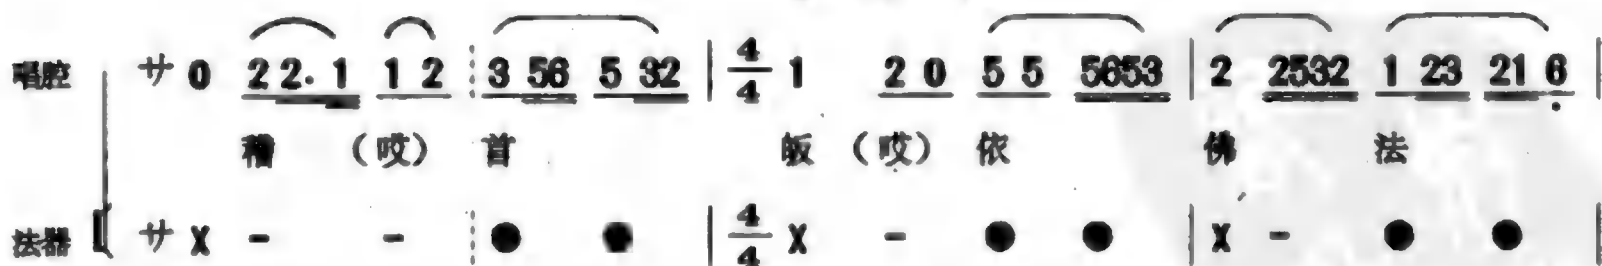 唱腔 サ 0 2 2 2· 1 1 2 ┊ 3 56 5 32 | 4/4 1 2 0 5 5 5653 | 2 2532 1 23 21 6̣ |
稽 （哎） 首 皈 （哎） 依 佛 法
法器 サ X - - ┊ ● ● | 4/4 X - ● ● | X - ● ● |